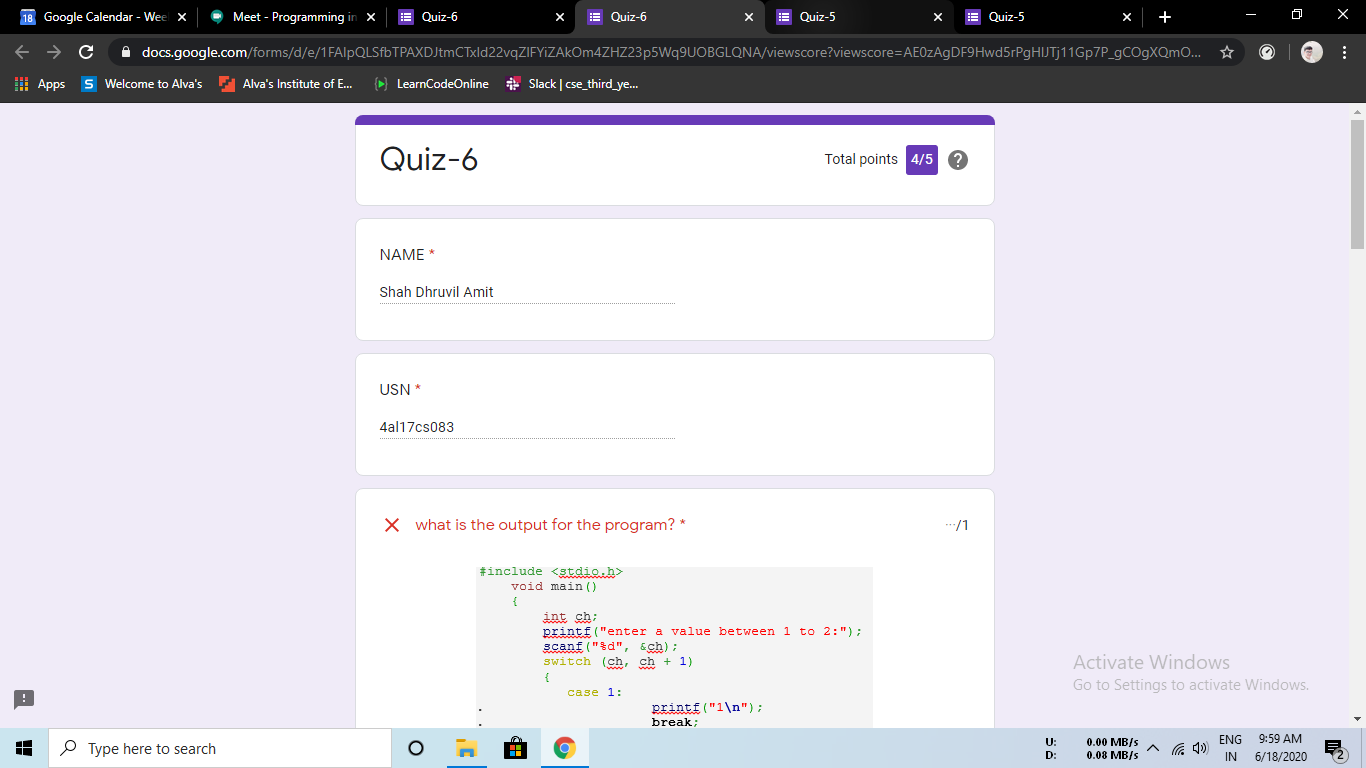 18 Google Calendar - Wee
Meet - Programming in
Quiz-6
Quiz-6
Quiz-5
Quiz-5
docs.google.com/forms/d/e/1FAIpQLSfbTPAXDJtmCTxId22vqZlFYiZAkOm4ZHZ23p5Wq9UOBGLQNA/viewscore?viewscore=AE0zAgDF9Hwd5rPgHIJTj11Gp7P_gCOgXQmO...
Apps
S Welcome to Alva's
Alva's Institute of E...
LearnCodeOnline
Slack | cse_third_ye...
Quiz-6
Total points 4/5
NAME *
Shah Dhruvil Amit
USN *
4al17cs083
what is the output for the program? *
···/1
#include <stdio.h>
void main()
{
int ch;
printf("enter a value between 1 to 2:");
scanf("%d", &ch);
switch (ch, ch + 1)
{
case 1:
. printf("1\n");
. break;
Activate Windows
Go to Settings to activate Windows.
Type here to search
U: 0.00 MB/s
D: 0.08 MB/s
ENG
IN
9:59 AM
6/18/2020
2